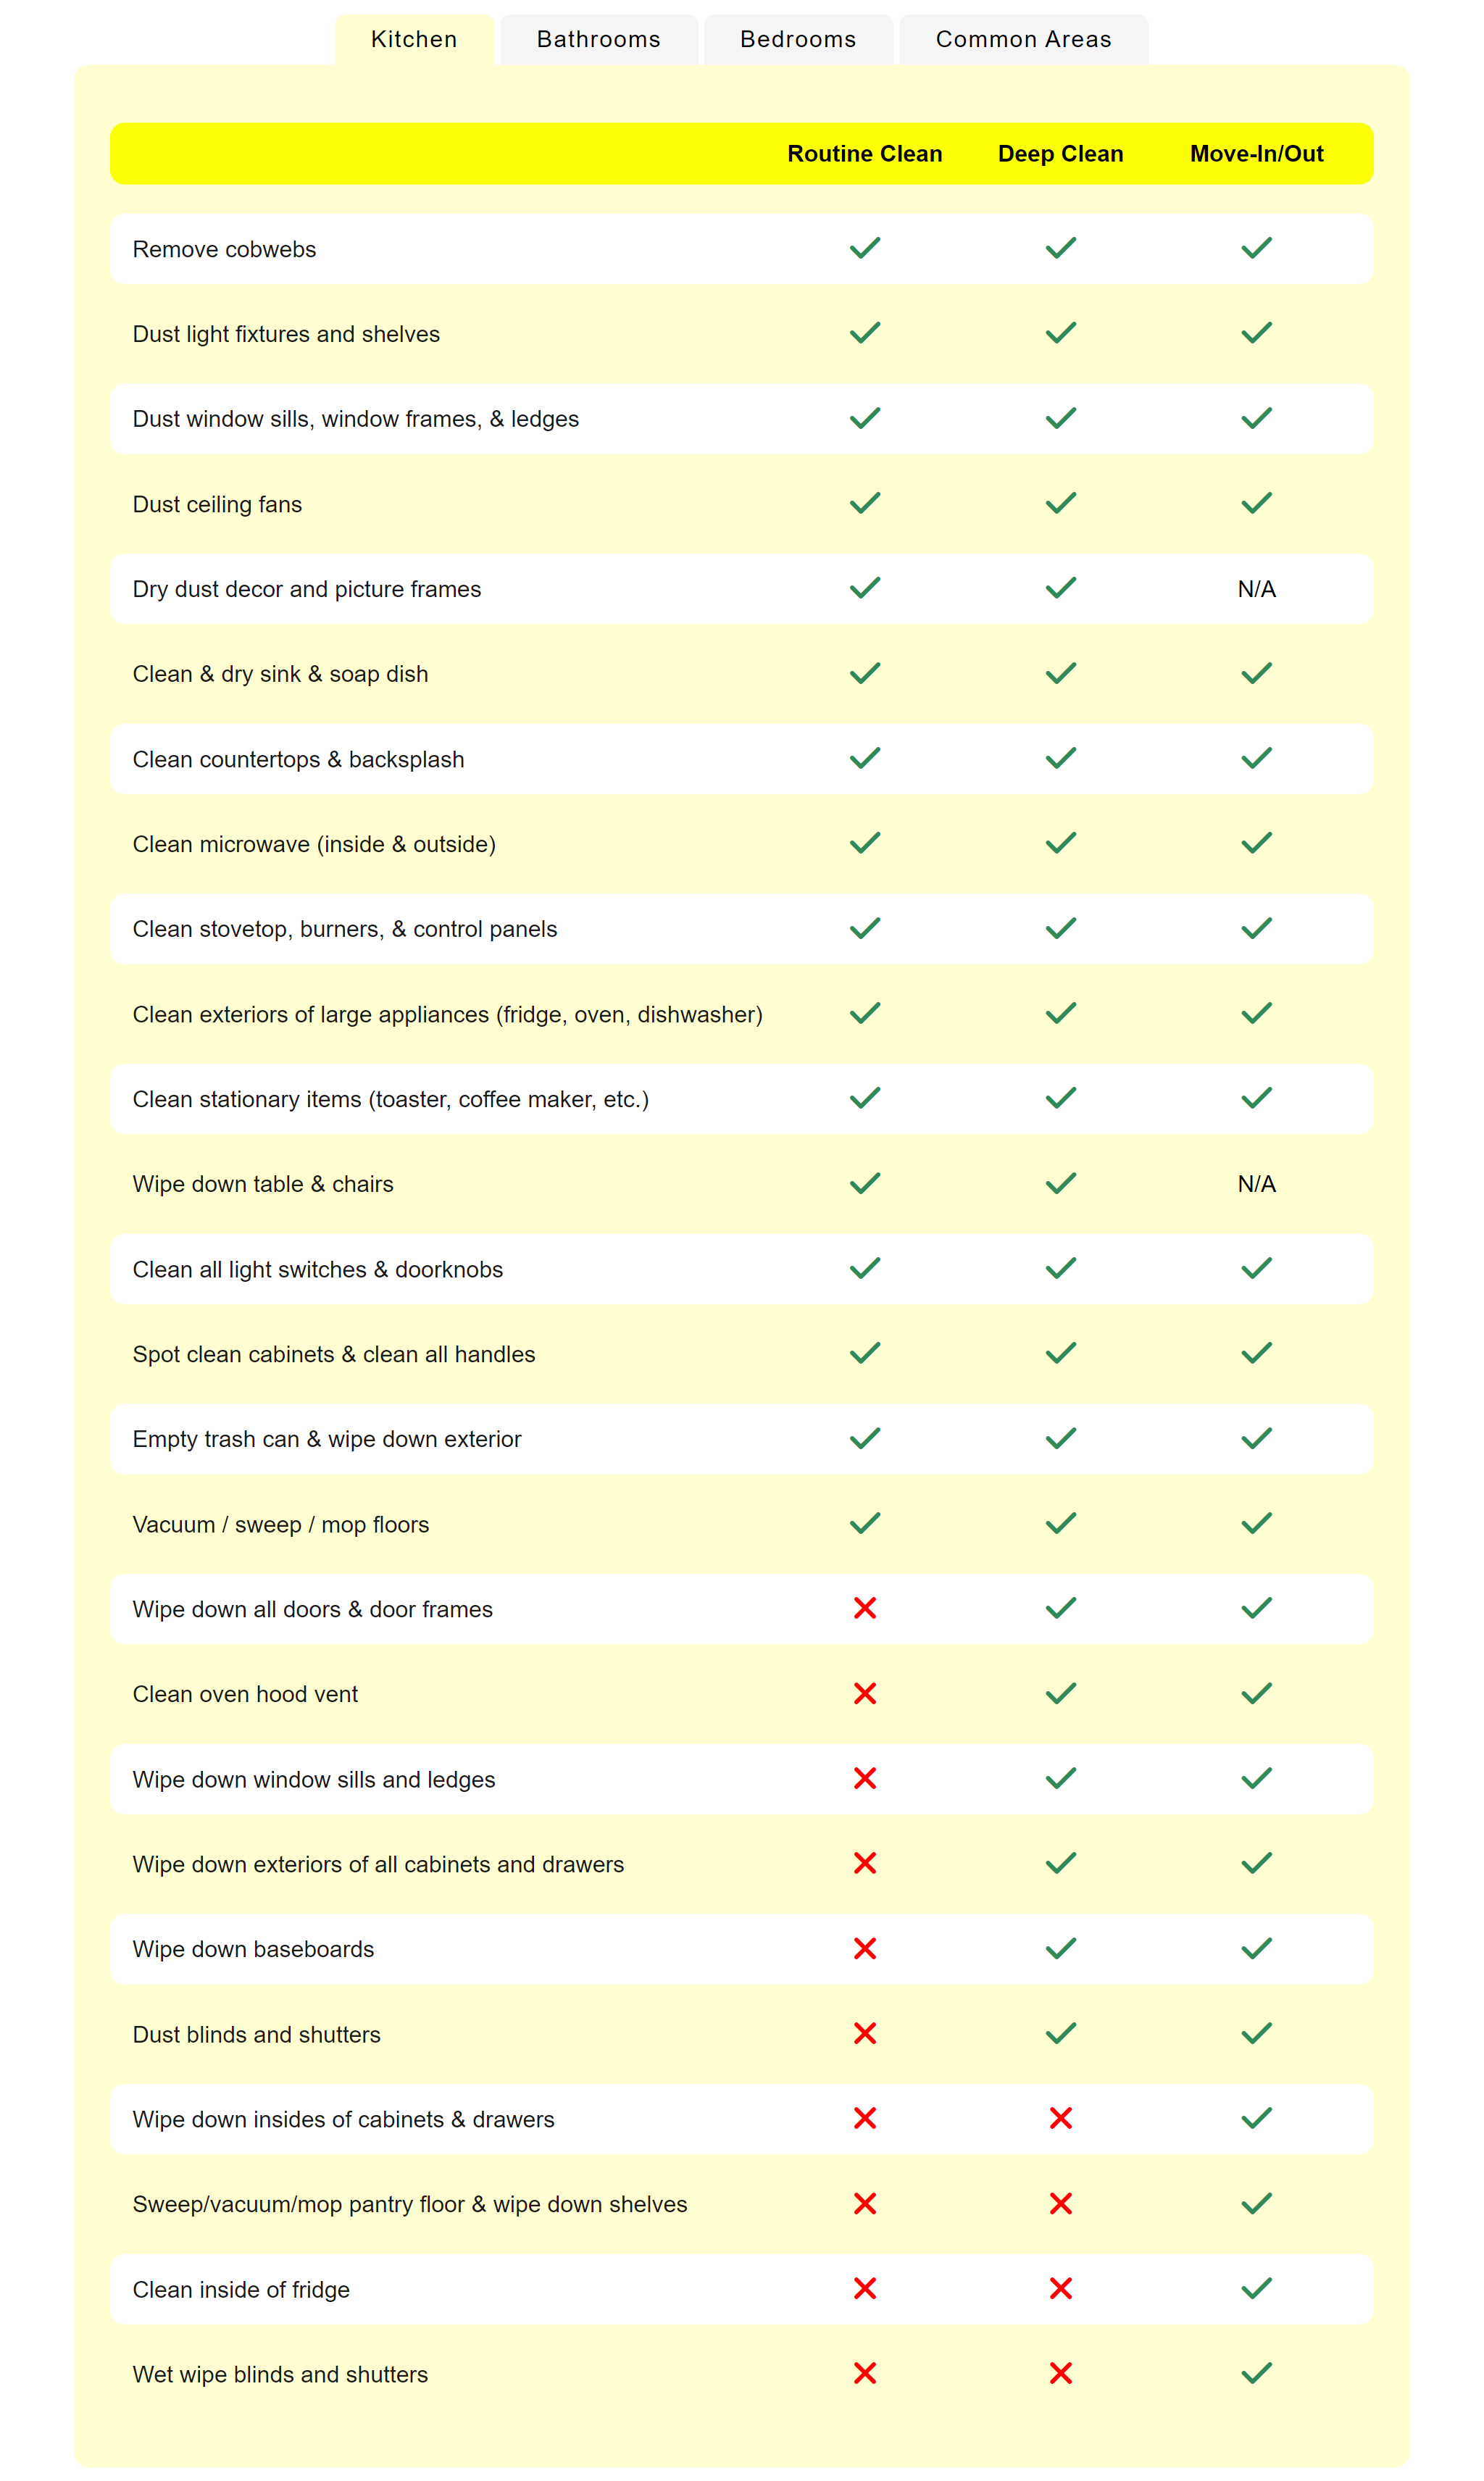 Kitchen Bathrooms Bedrooms Common Areas
Routine Clean Deep Clean Move-In/Out
Remove cobwebs
Dust light fixtures and shelves
Dust window sills, window frames, & ledges
Dust ceiling fans
Dry dust decor and picture frames N/A
Clean & dry sink & soap dish
Clean countertops & backsplash
Clean microwave (inside & outside)
Clean stovetop, burners, & control panels
Clean exteriors of large appliances (fridge, oven, dishwasher)
Clean stationary items (toaster, coffee maker, etc.)
Wipe down table & chairs N/A
Clean all light switches & doorknobs
Spot clean cabinets & clean all handles
Empty trash can & wipe down exterior
Vacuum / sweep / mop floors
Wipe down all doors & door frames
Clean oven hood vent
Wipe down window sills and ledges
Wipe down exteriors of all cabinets and drawers
Wipe down baseboards
Dust blinds and shutters
Wipe down insides of cabinets & drawers
Sweep/vacuum/mop pantry floor & wipe down shelves
Clean inside of fridge
Wet wipe blinds and shutters